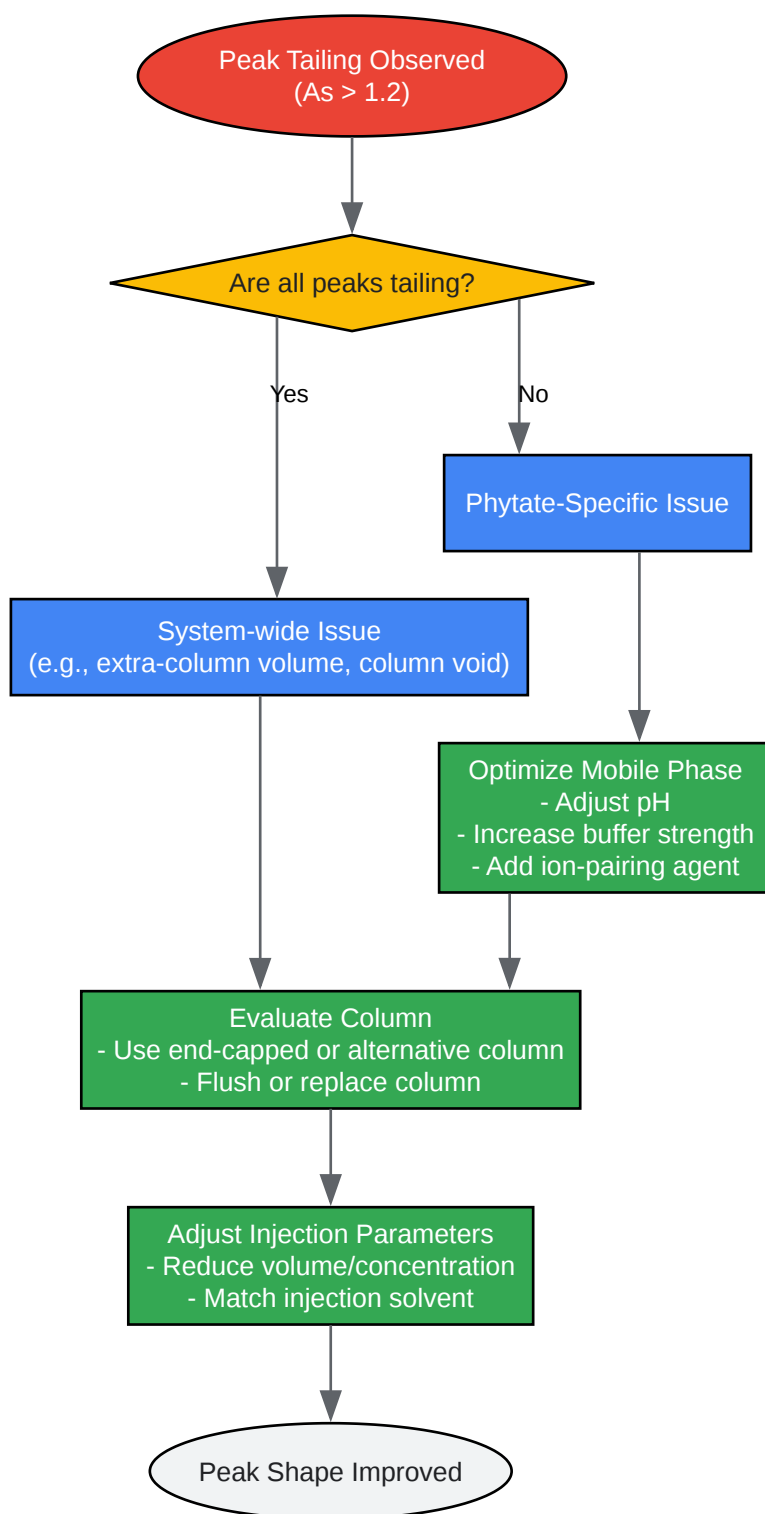 Peak Tailing Observed
(As > 1.2)
Are all peaks tailing?
Yes
No
Phytate-Specific Issue
System-wide Issue
(e.g., extra-column volume, column void)
Optimize Mobile Phase
- Adjust pH
- Increase buffer strength
- Add ion-pairing agent
Evaluate Column
- Use end-capped or alternative column
- Flush or replace column
Adjust Injection Parameters
- Reduce volume/concentration
- Match injection solvent
Peak Shape Improved